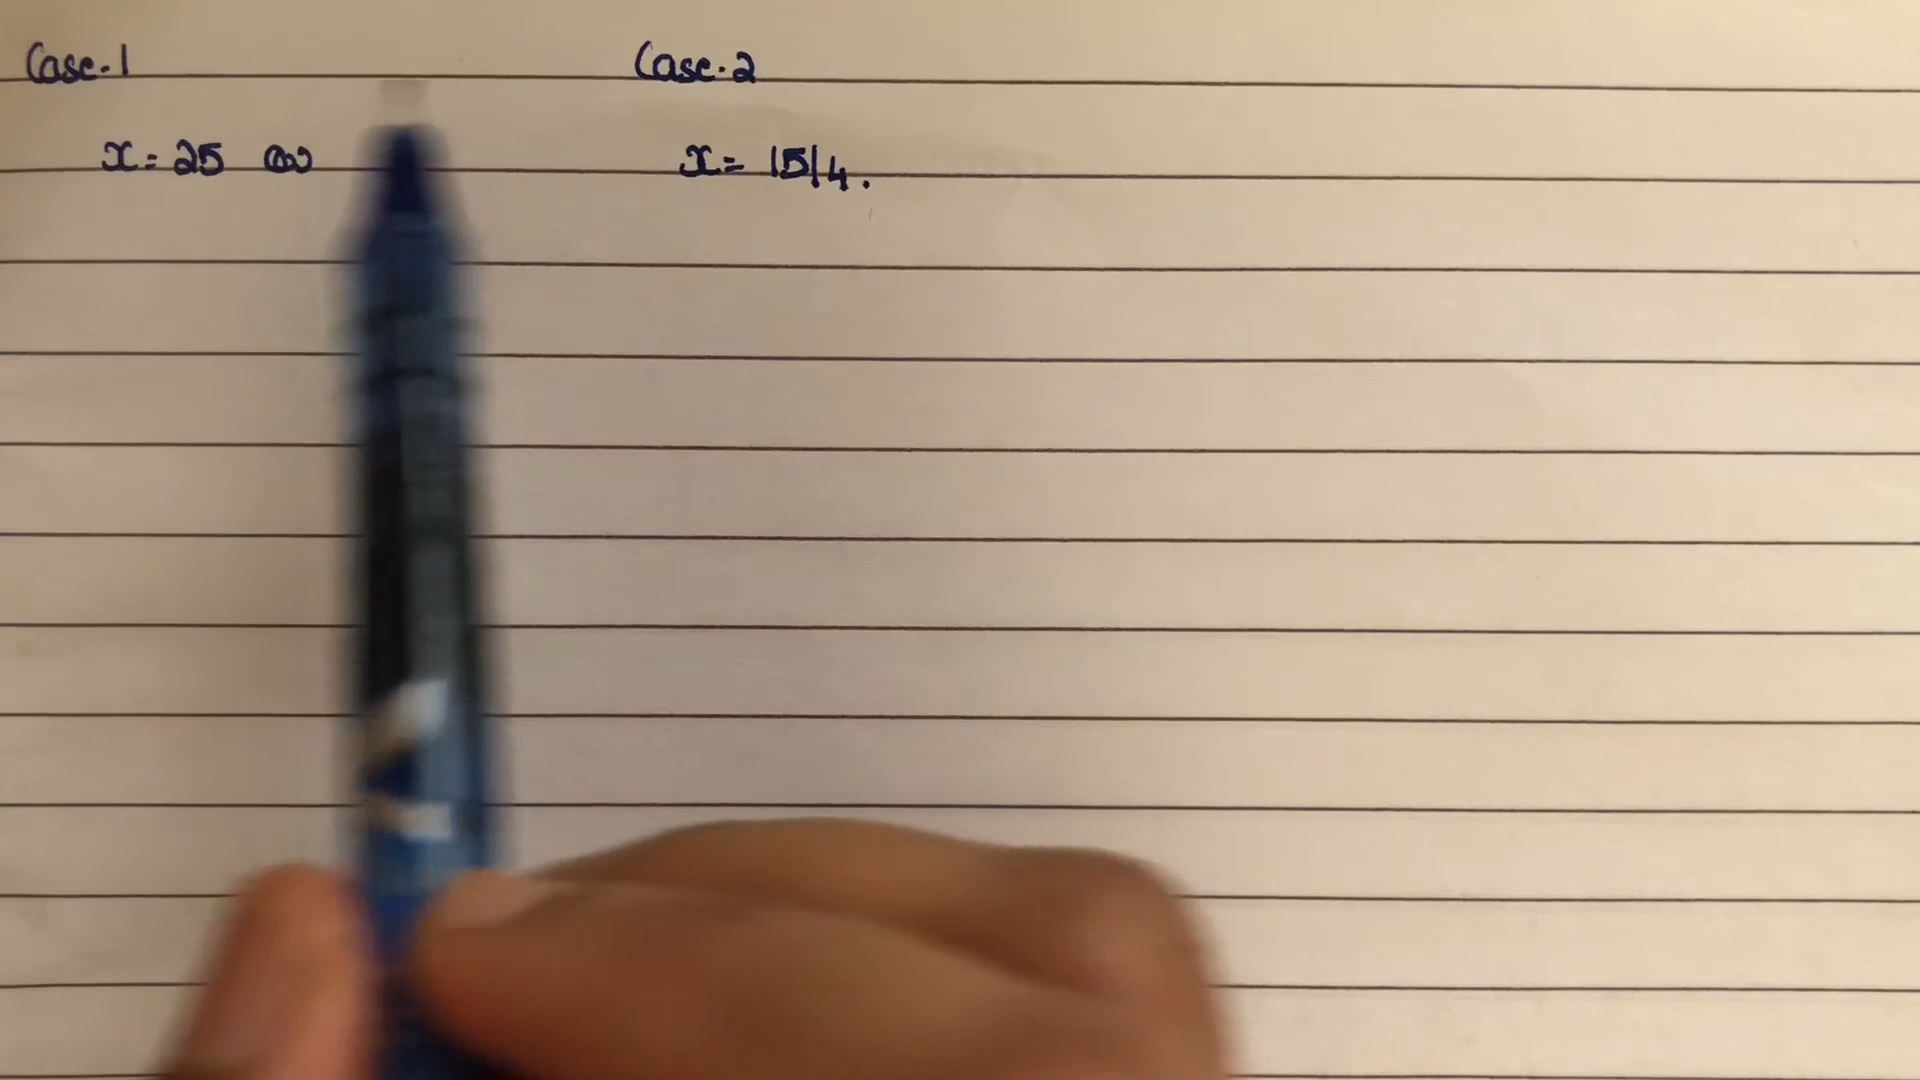 Case.1 Case.2
x = 25 x = 15/4.